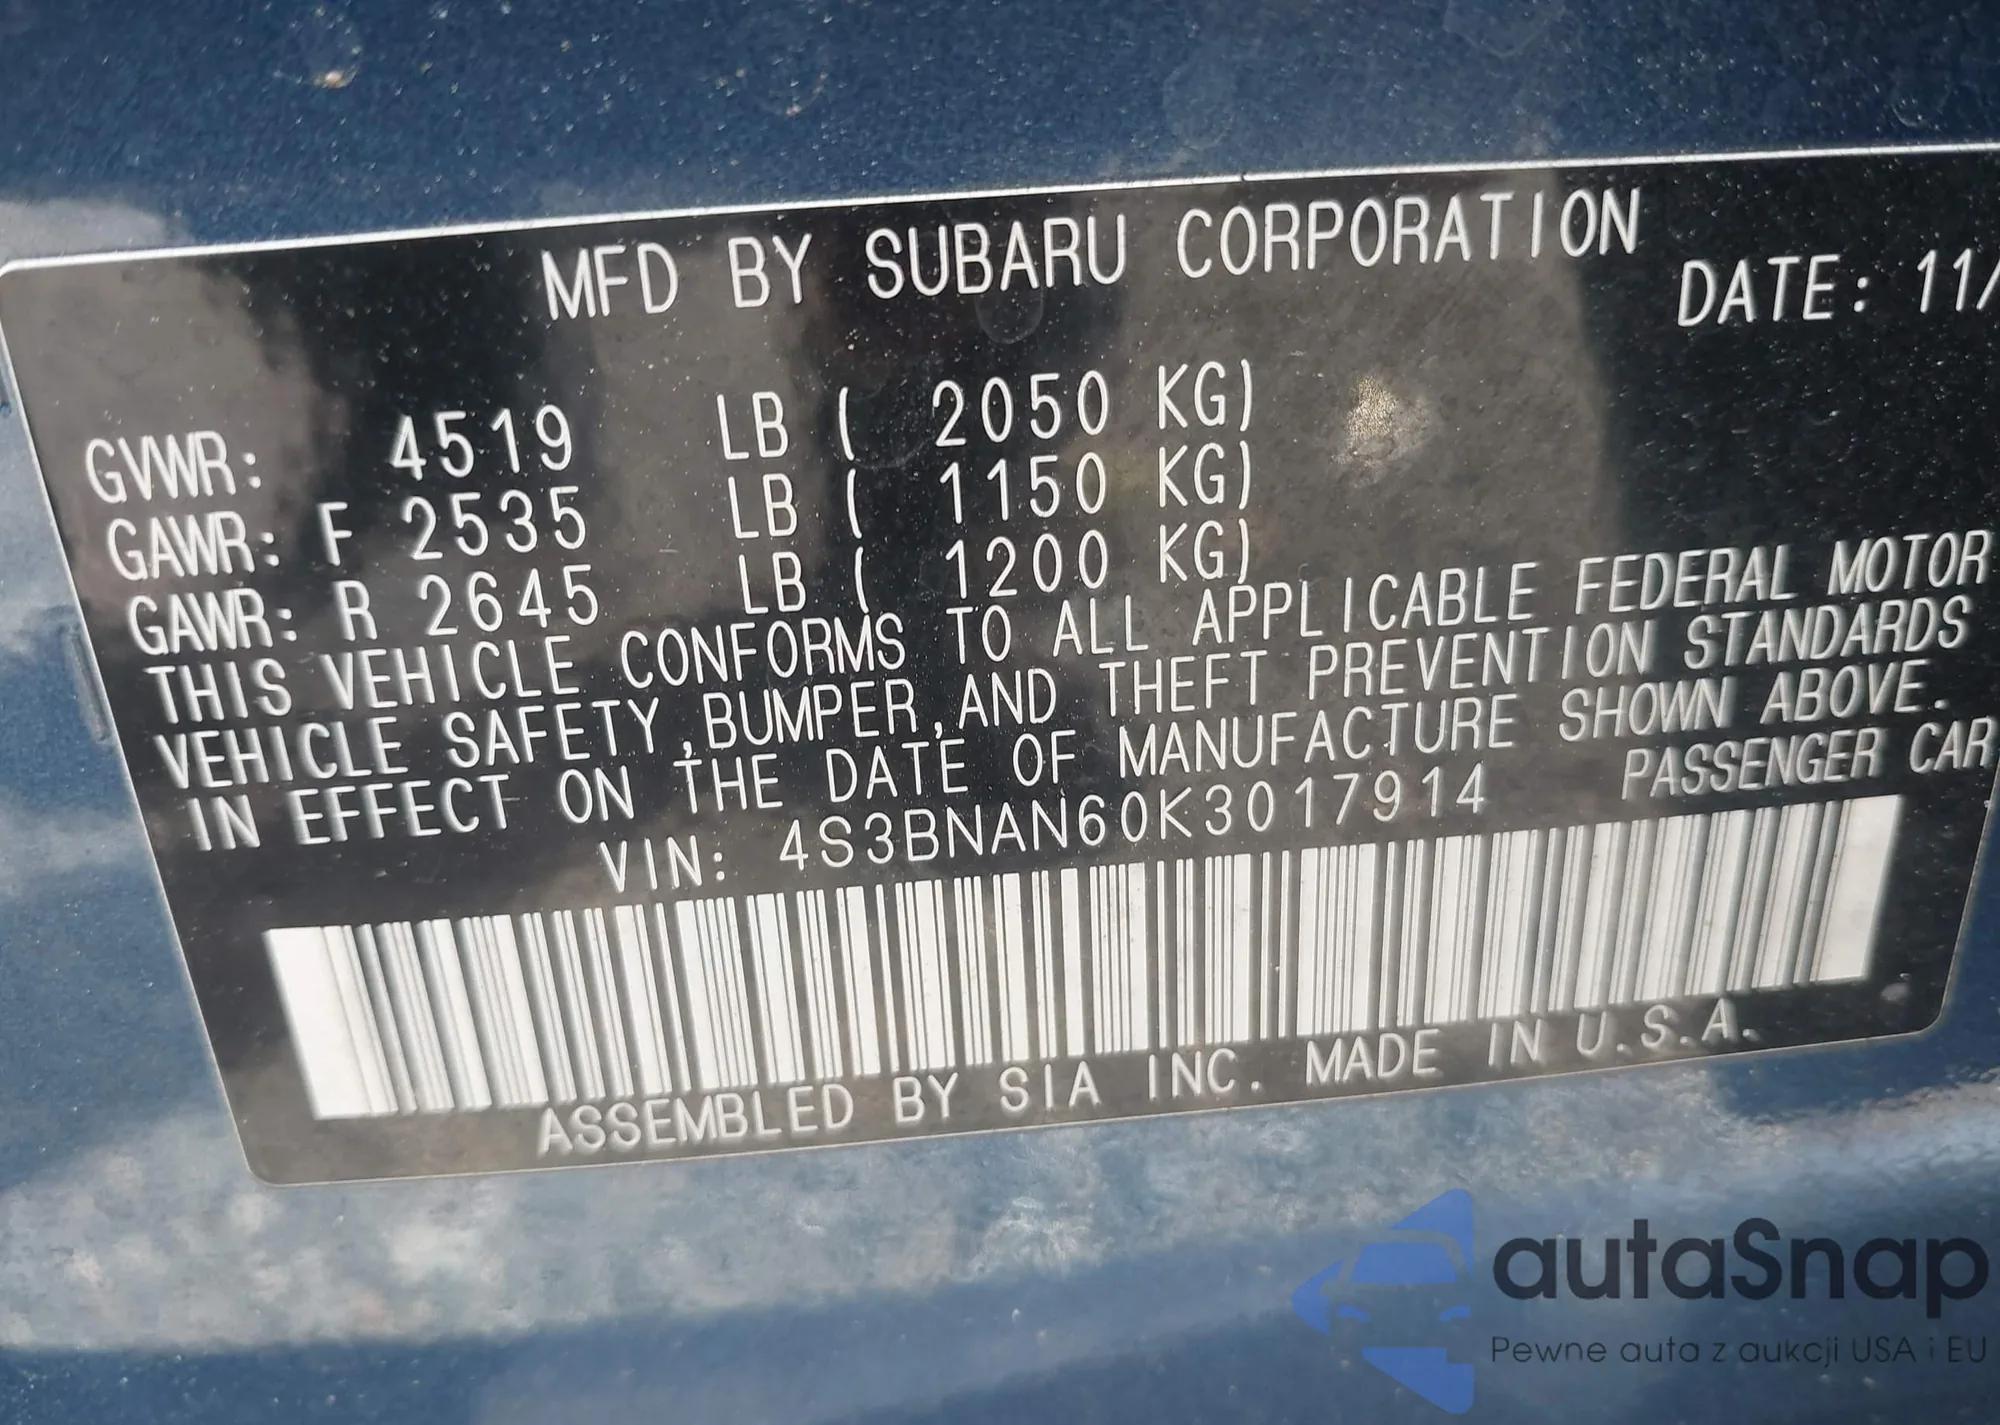 MFD BY SUBARU CORPORATION
DATE: 11/
GVWR: 4519 LB ( 2050 KG)
GAWR: F 2535 LB ( 1150 KG)
GAWR: R 2645 LB ( 1200 KG)
THIS VEHICLE CONFORMS TO ALL APPLICABLE FEDERAL MOTOR
VEHICLE SAFETY,BUMPER,AND THEFT PREVENTION STANDARDS
IN EFFECT ON THE DATE OF MANUFACTURE SHOWN ABOVE.
VIN: 4S3BNAN60K3017914 PASSENGER CAR
ASSEMBLED BY SIA INC. MADE IN U.S.A.
autaSnap
Pewne auta z aukcji USA i EU